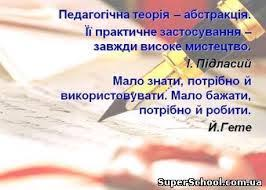 Педагогічна теорія – абстракція.
Її практичне застосування –
завжди високе мистецтво.
І. Підласий
Мало знати, потрібно й
використовувати. Мало бажати,
потрібно й робити.
Й.Гете
SuperSchool.com.ua